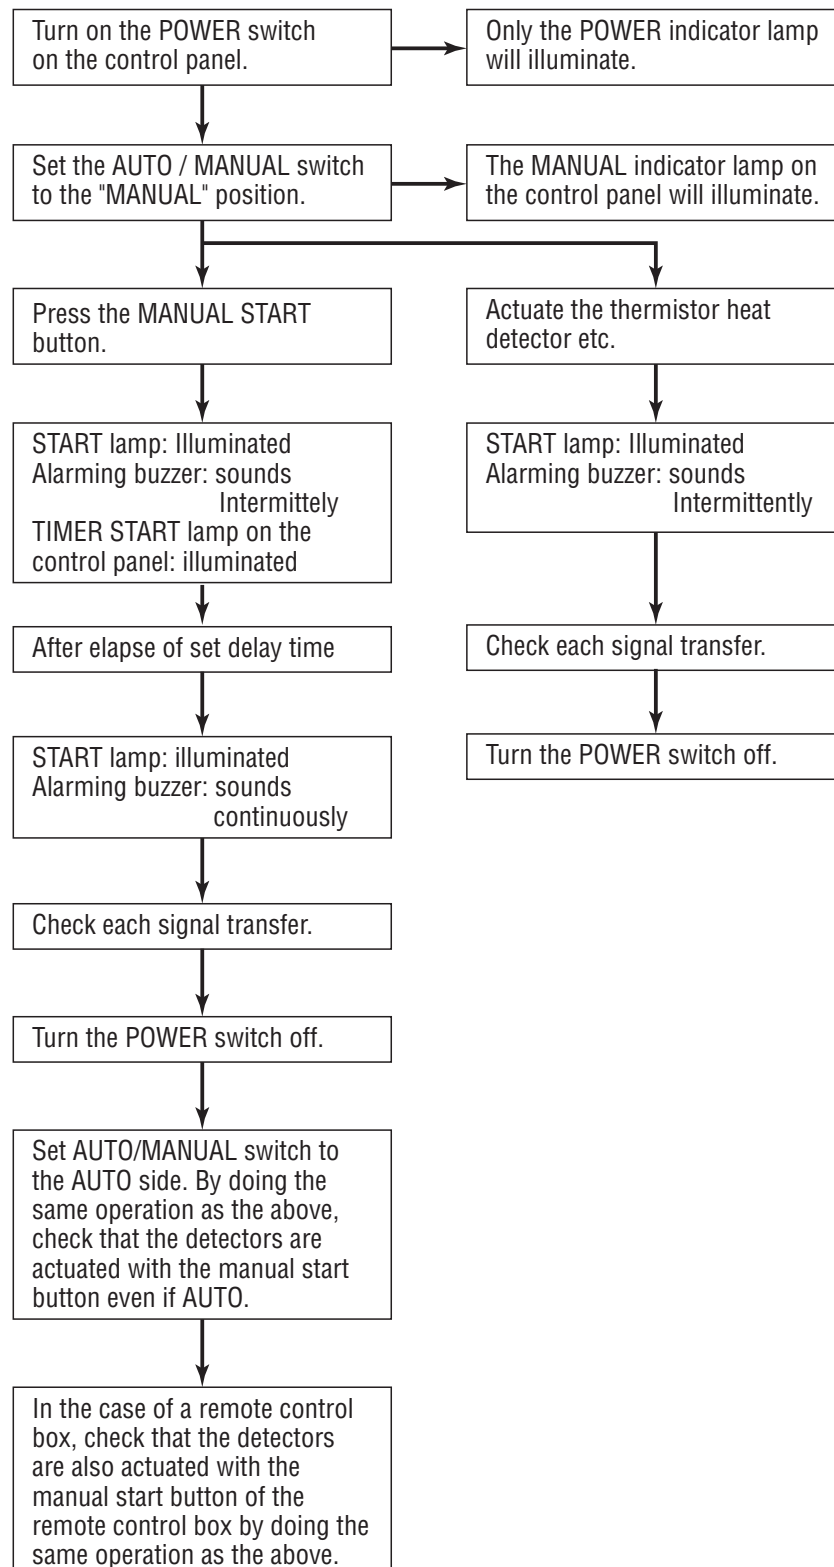 Turn on the POWER switch
on the control panel.
Only the POWER indicator lamp
will illuminate.
Set the AUTO / MANUAL switch
to the "MANUAL" position.
The MANUAL indicator lamp on
the control panel will illuminate.
Press the MANUAL START
button.
START lamp: Illuminated
Alarming buzzer: sounds
Intermittely
TIMER START lamp on the
control panel: illuminated
After elapse of set delay time
START lamp: illuminated
Alarming buzzer: sounds
continuously
Check each signal transfer.
Turn the POWER switch off.
Set AUTO/MANUAL switch to
the AUTO side. By doing the
same operation as the above,
check that the detectors are
actuated with the manual start
button even if AUTO.
In the case of a remote control
box, check that the detectors
are also actuated with the
manual start button of the
remote control box by doing the
same operation as the above.
Actuate the thermistor heat
detector etc.
START lamp: Illuminated
Alarming buzzer: sounds
Intermittently
Check each signal transfer.
Turn the POWER switch off.